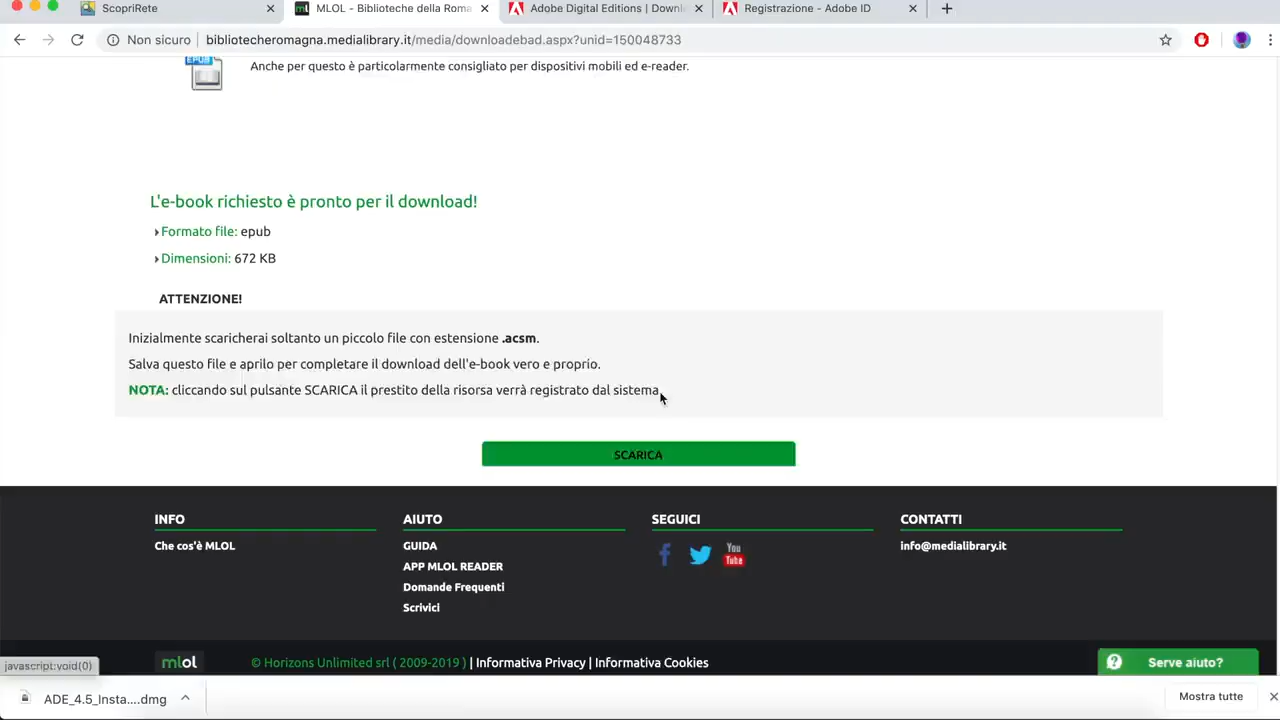 ScopriRete
MLOL - Biblioteche della Roma
Adobe Digital Editions | Downl
Registrazione - Adobe ID
Non sicuro
bibliotecheromagna.medialibrary.it/media/downloadebad.aspx?unid=150048733
EPUB
Anche per questo è particolarmente consigliato per dispositivi mobili ed e-reader.
L'e-book richiesto è pronto per il download!
Formato file: epub
Dimensioni: 672 KB
ATTENZIONE!
Inizialmente scaricherai soltanto un piccolo file con estensione .acsm.
Salva questo file e aprilo per completare il download dell'e-book vero e proprio.
NOTA: cliccando sul pulsante SCARICA il prestito della risorsa verrà registrato dal sistema.
SCARICA
INFO
Che cos'è MLOL
AIUTO
GUIDA
APP MLOL READER
Domande Frequenti
Scrivici
SEGUICI
You Tube
CONTATTI
info@medialibrary.it
javascript:void(0)
mlol
© Horizons Unlimited srl ( 2009-2019 ) | Informativa Privacy | Informativa Cookies
Serve aiuto?
ADE_4.5_Insta....dmg
Mostra tutte